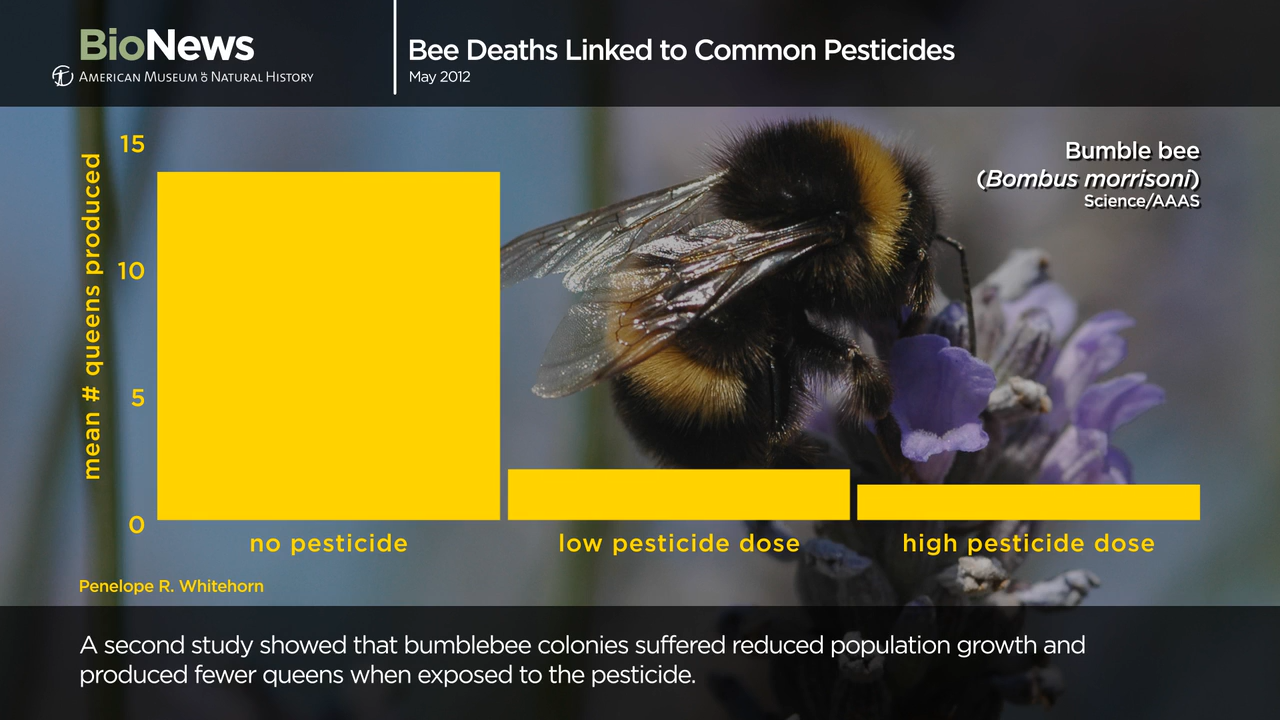 BioNews
AMERICAN MUSEUM & NATURAL HISTORY
Bee Deaths Linked to Common Pesticides
May 2012
Bumble bee
(Bombus morrisoni)
Science/AAAS
mean # queens produced
15
10
5
0
no pesticide
low pesticide dose
high pesticide dose
Penelope R. Whitehorn
A second study showed that bumblebee colonies suffered reduced population growth and
produced fewer queens when exposed to the pesticide.